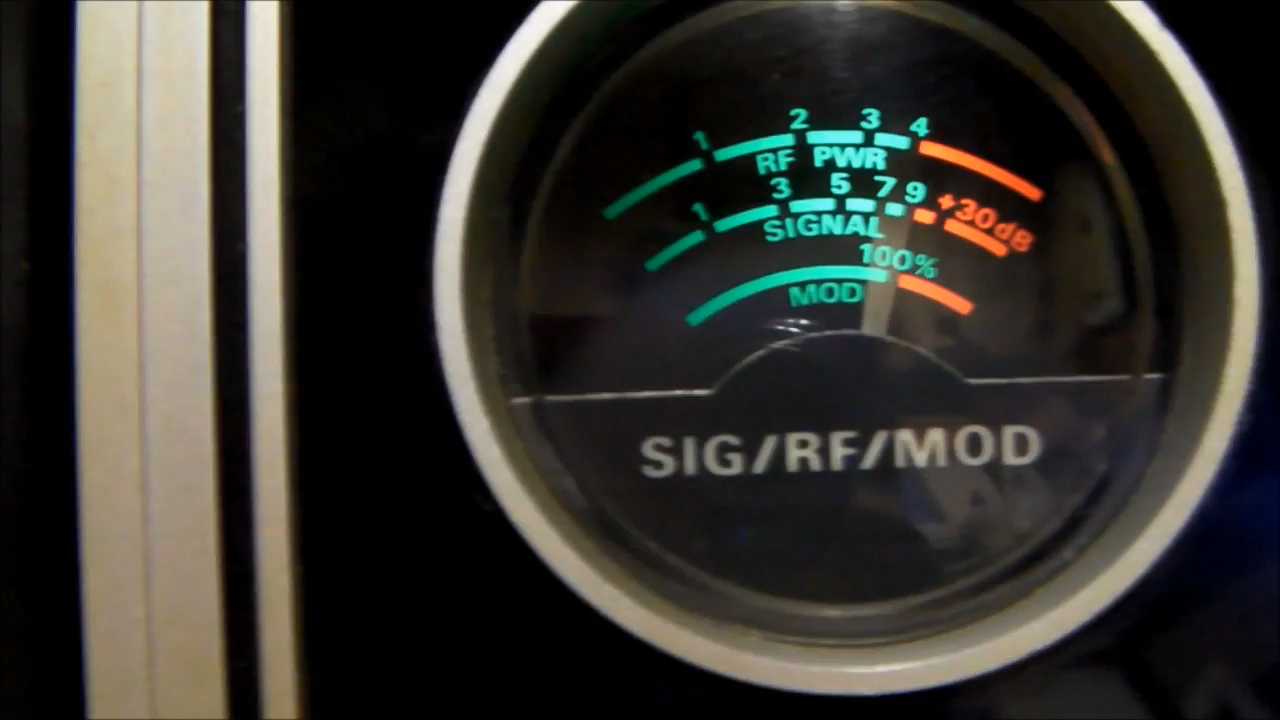 1 2 3 4
RF PWR
1 3 5 7 9 +30dB
SIGNAL
100%
MOD
SIG/RF/MOD